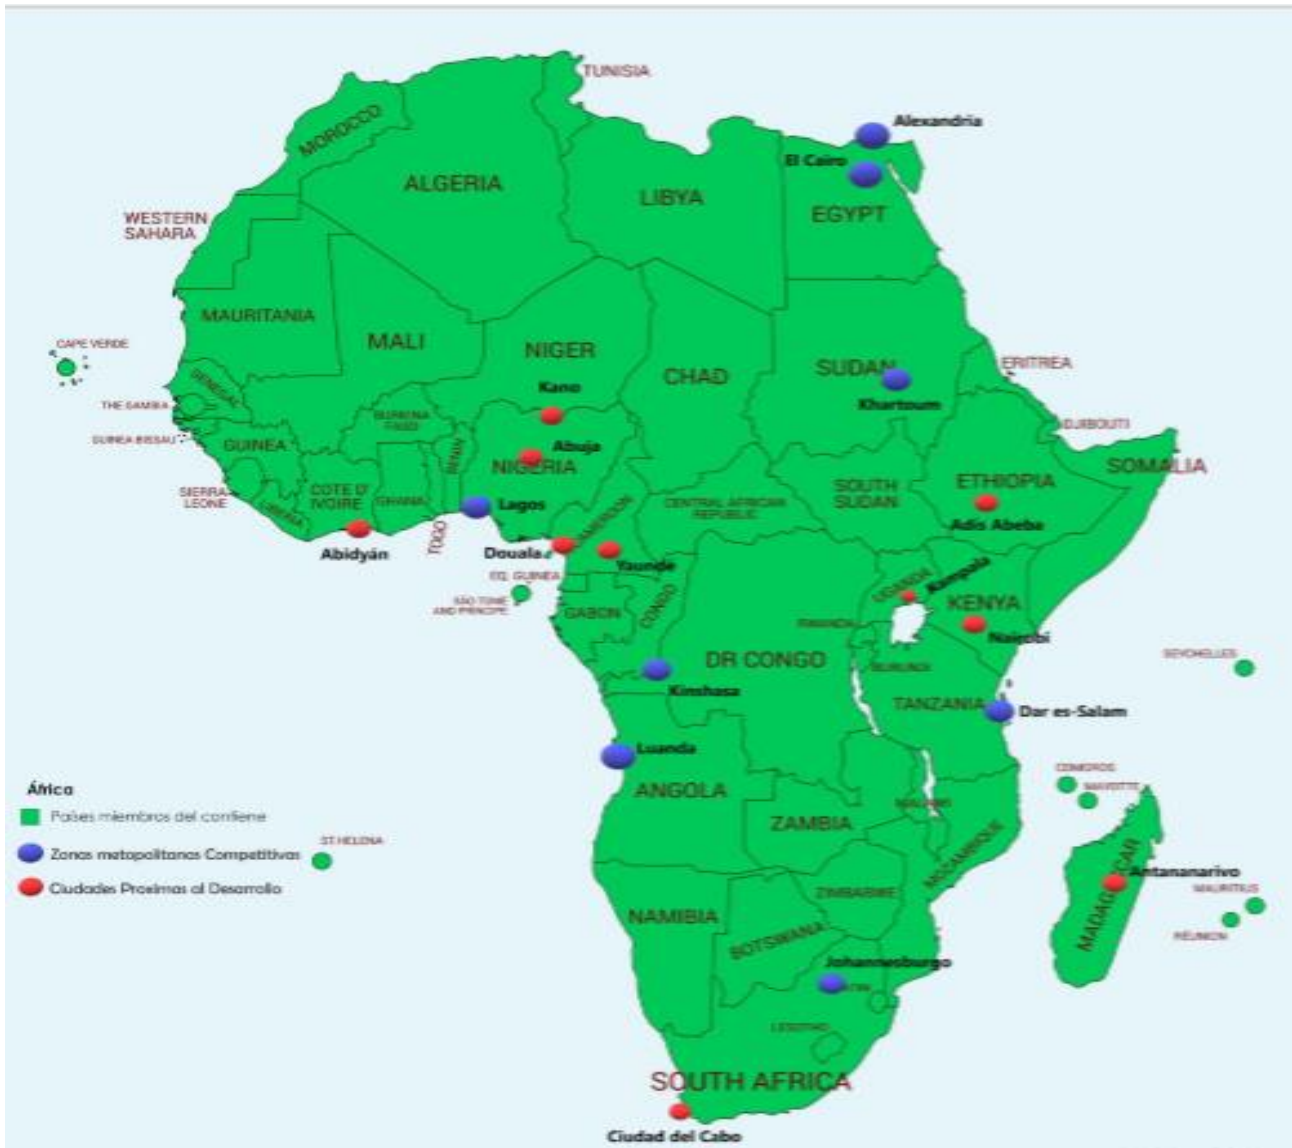 TUNISIA
MOROCCO
Alexandria
El Cairo
ALGERIA
LIBYA
EGYPT
WESTERN
SAHARA
MAURITANIA
MALI
NIGER
CHAD
SUDAN
Khartoum
ERITREA
CAPE VERDE
SENEGAL
THE GAMBIA
GUINEA BISSAU
GUINEA
SIERRA
LEONE
LIBERIA
COTE D'
IVOIRE
BURKINA
FASO
GHANA
TOGO
BENIN
Kano
Abuja
NIGERIA
Lagos
Abidyán
Douala
CAMEROON
Yaunde
CENTRAL AFRICAN
REPUBLIC
SOUTH
SUDAN
ETHIOPIA
Adis Abeba
DJIBOUTI
SOMALIA
EQ. GUINEA
SÃO TOME
AND PRINCIPE
GABON
CONGO
UGANDA
Kampala
KENYA
Nairobi
RWANDA
BURUNDI
DR CONGO
Kinshasa
TANZANIA
Dar es-Salam
SEYCHELLES
Luanda
ANGOLA
ZAMBIA
MALAWI
MOZAMBIQUE
COMOROS
MAYOTTE
MADAGASCAR
Antananarivo
MAURITIUS
REUNION
África
Países miembros del contiene
Zonas metopolitanas Competitivas
Ciudades Proximas al Desarrollo
ST.HELENA
NAMIBIA
BOTSWANA
ZIMBABWE
Johannesburgo
LESOTHO
SOUTH AFRICA
Ciudad del Cabo